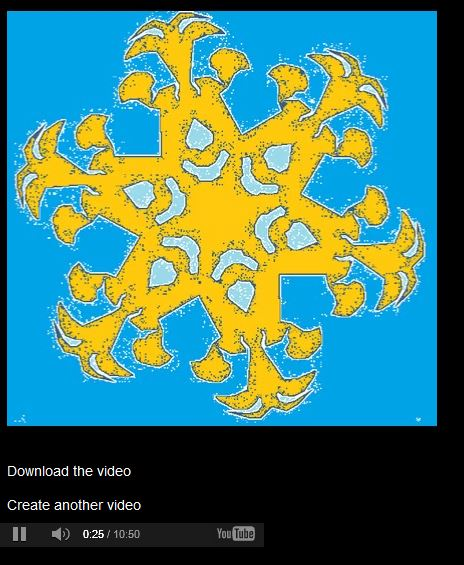 Download the video
Create another video
0:25 / 10:50 YouTube